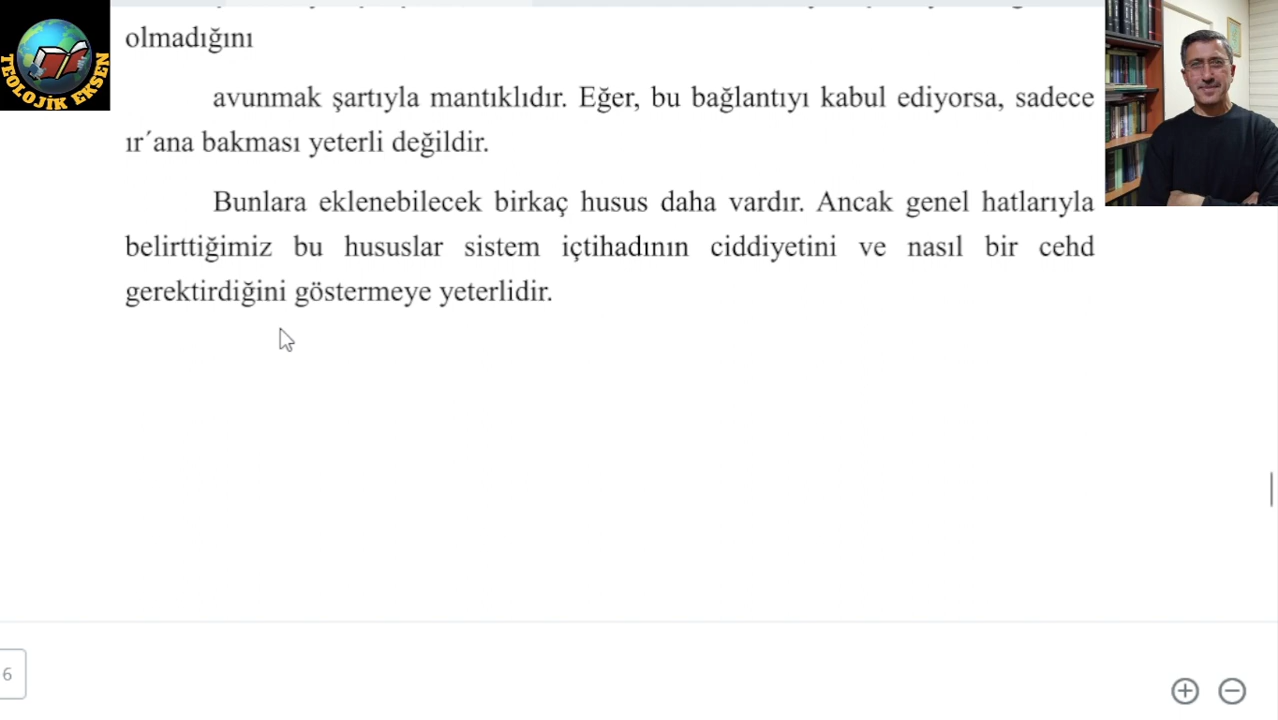 TEOLOJİK EKSEN
olmadığını
avunmak şartıyla mantıklıdır. Eğer, bu bağlantıyı kabul ediyorsa, sadece
ır´ana bakması yeterli değildir.
Bunlara eklenebilecek birkaç husus daha vardır. Ancak genel hatlarıyla
belirttiğimiz bu hususlar sistem içtihadının ciddiyetini ve nasıl bir cehd
gerektirdiğini göstermeye yeterlidir.
6